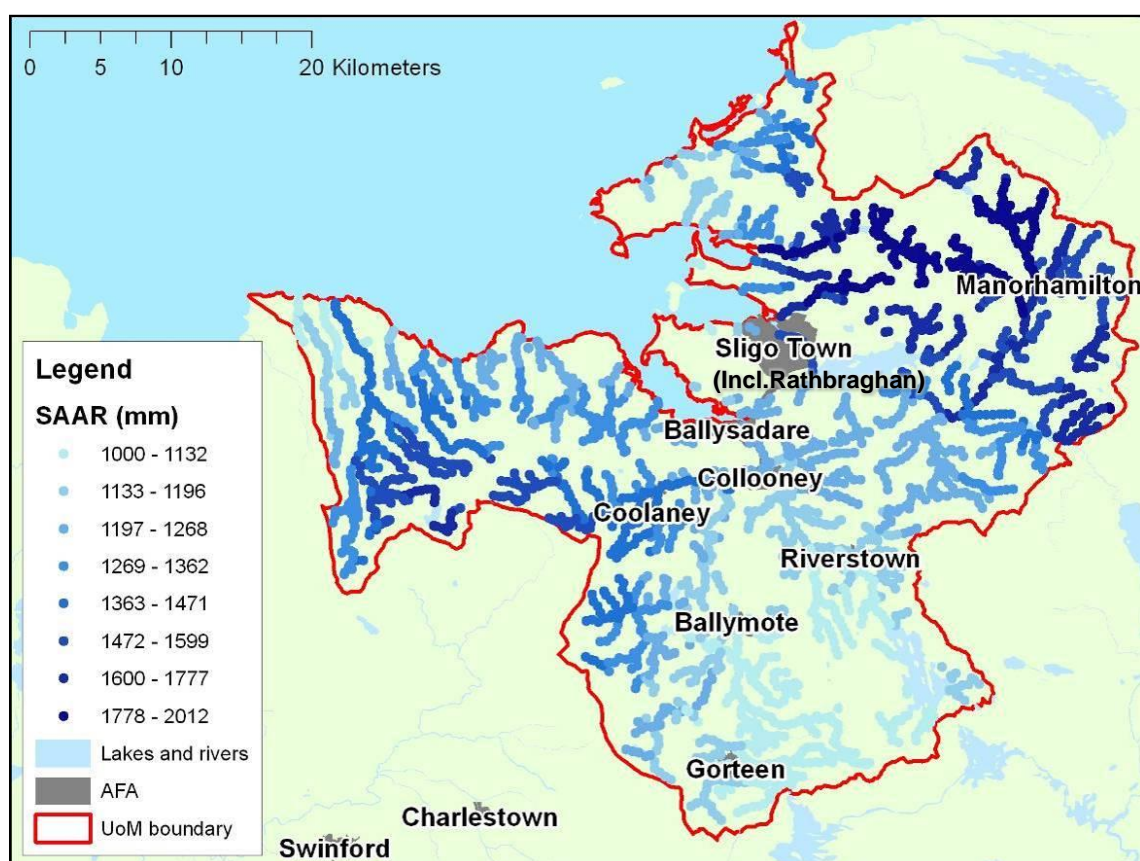 0 5 10 20 Kilometers
Manorhamilton
Sligo Town
(Incl.Rathbraghan)
Ballysadare
Collooney
Coolaney
Riverstown
Ballymote
Gorteen
Charlestown
Swinford
Legend
SAAR (mm)
1000 - 1132
1133 - 1196
1197 - 1268
1269 - 1362
1363 - 1471
1472 - 1599
1600 - 1777
1778 - 2012
Lakes and rivers
AFA
UoM boundary